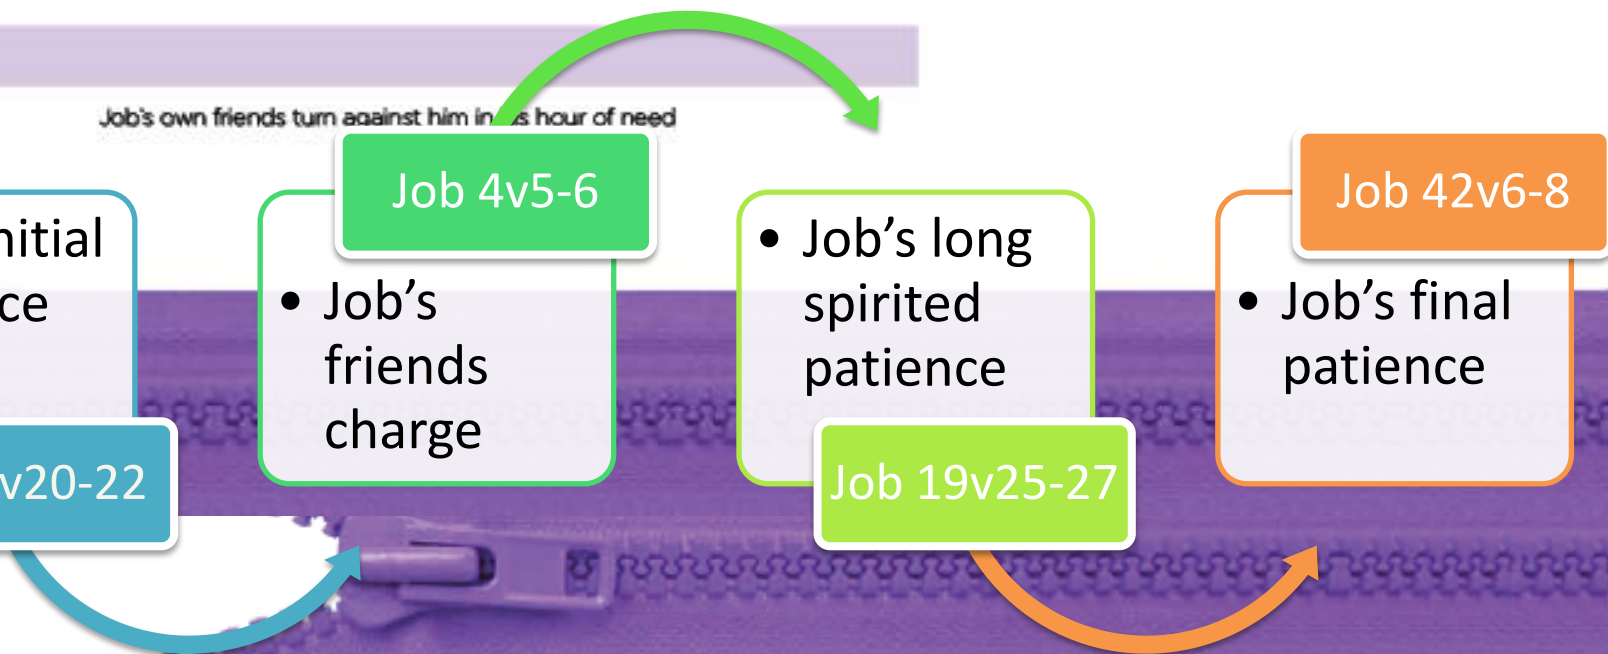 Job's own friends turn against him in his hour of need
nitial
ce
v20-22
Job 4v5-6
• Job's
friends
charge
• Job's long
spirited
patience
Job 19v25-27
Job 42v6-8
• Job's final
patience